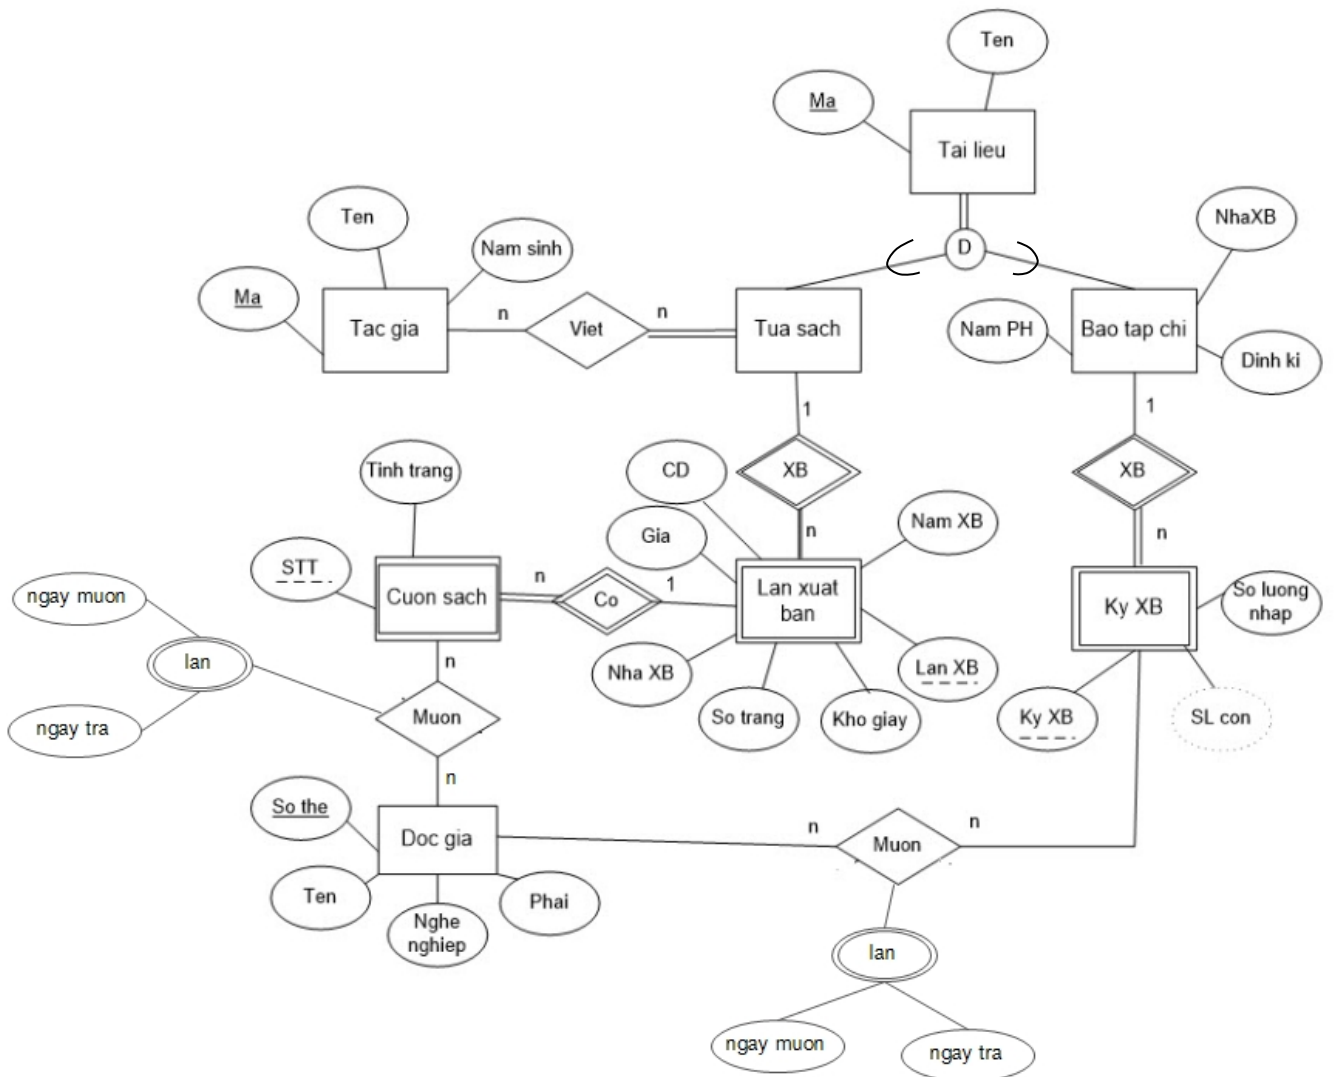 Ten
Ma
Tai lieu
D
NhaXB
Ten
Nam sinh
Ma
Tac gia
n
Viet
n
Tua sach
Nam PH
Bao tap chi
Dinh ki
1
1
Tinh trang
CD
XB
XB
Gia
Nam XB
n
n
STT
Cuon sach
n
Co
1
Lan xuat
ban
Ky XB
So luong
nhap
ngay muon
lan
n
Nha XB
Lan XB
ngay tra
Muon
So trang
Kho giay
Ky XB
SL con
n
So the
Doc gia
n
Muon
n
Ten
Nghe
nghiep
Phai
lan
ngay muon
ngay tra